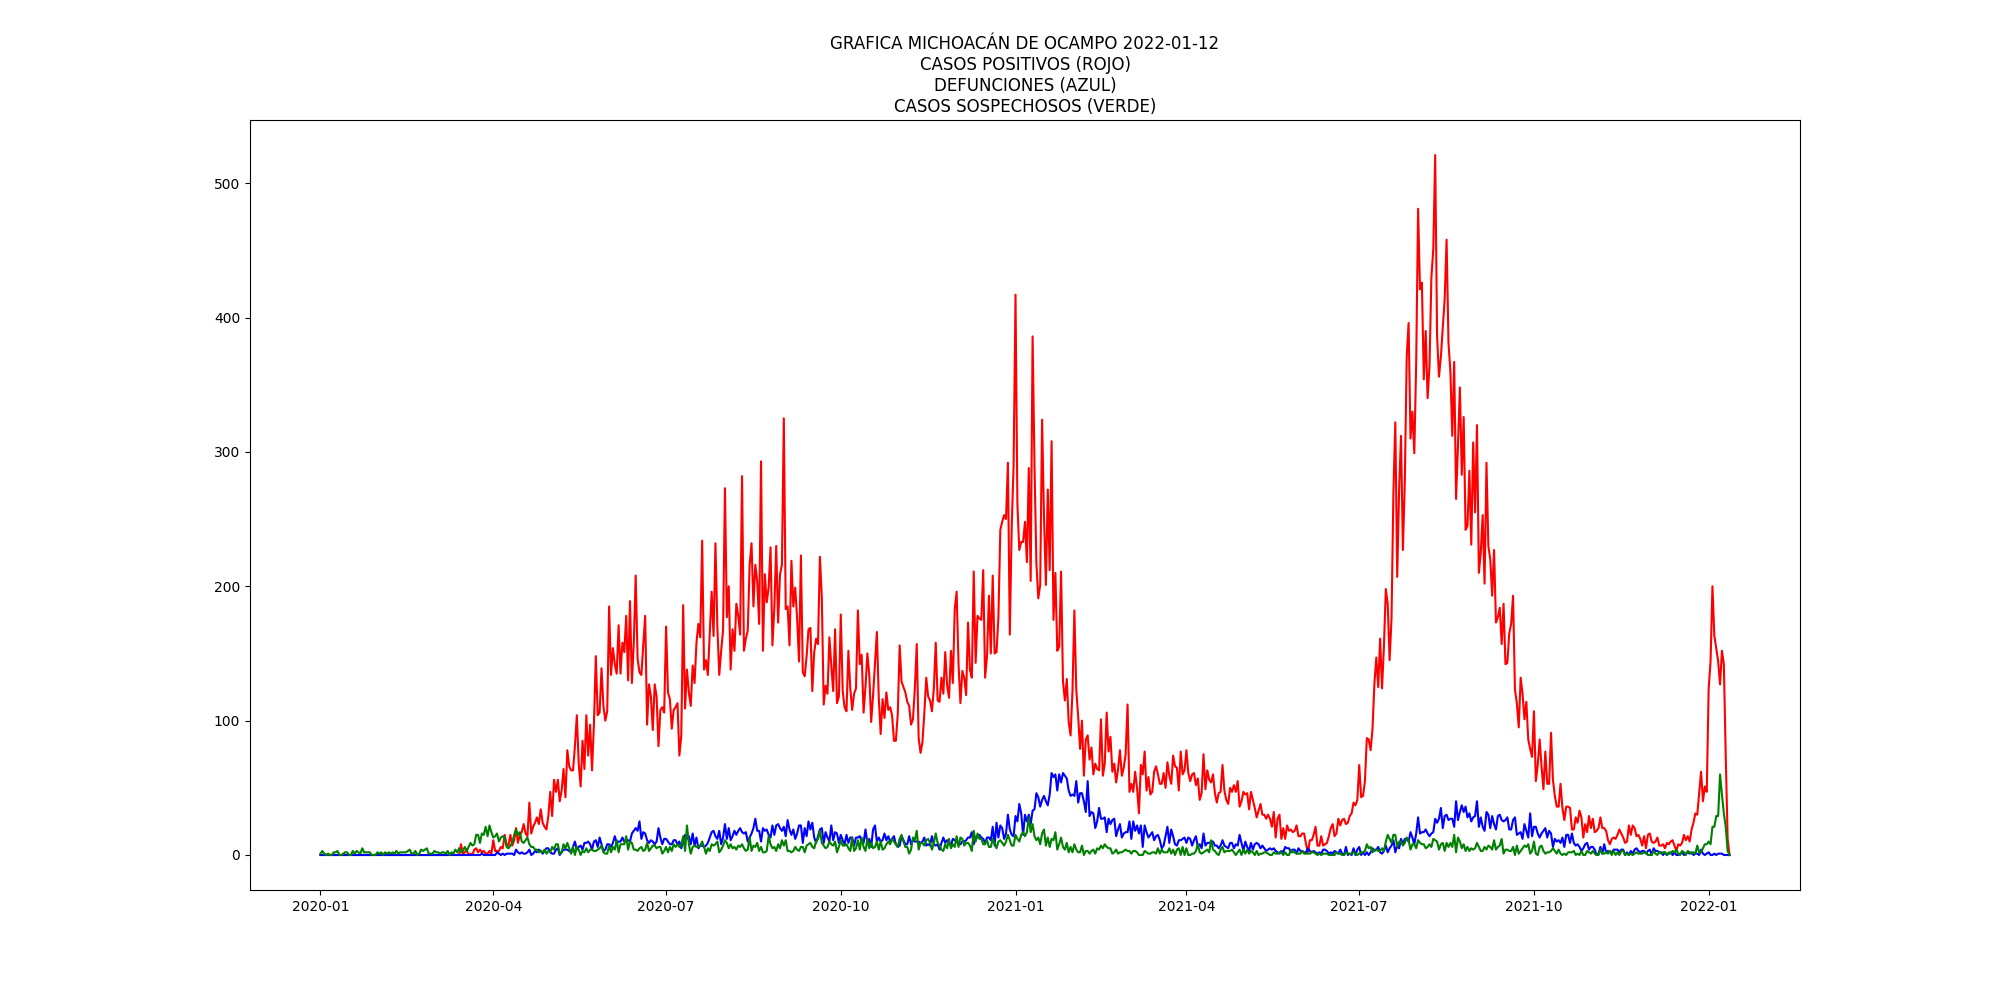 GRAFICA MICHOACÁN DE OCAMPO 2022-01-12
CASOS POSITIVOS (ROJO)
DEFUNCIONES (AZUL)
CASOS SOSPECHOSOS (VERDE)
500
400
300
200
100
0
2020-01 2020-04 2020-07 2020-10 2021-01 2021-04 2021-07 2021-10 2022-01